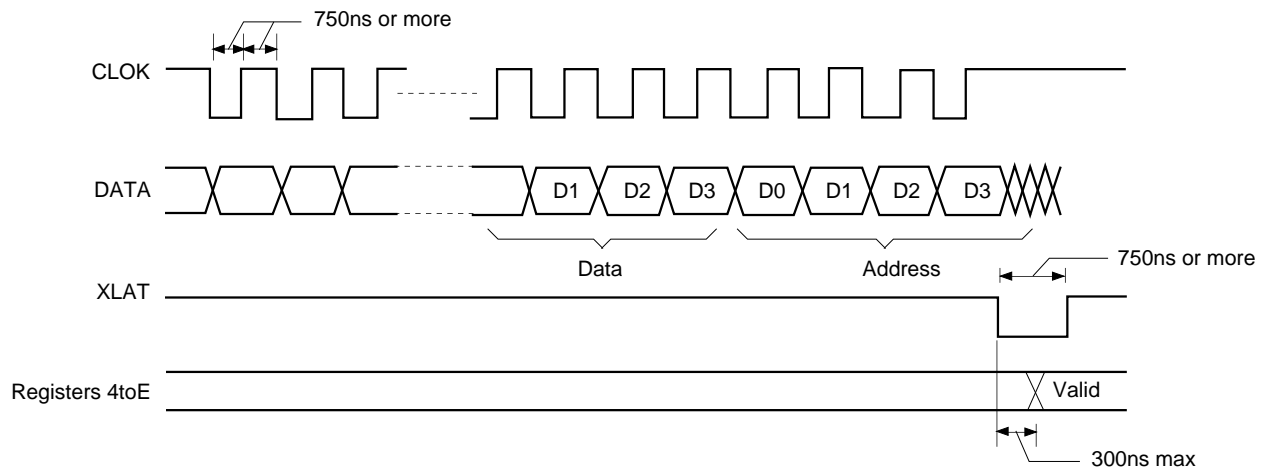 750ns or more
CLOK
DATA
D1 D2 D3 D0 D1 D2 D3
Data
Address
750ns or more
XLAT
Registers 4toE
Valid
300ns max